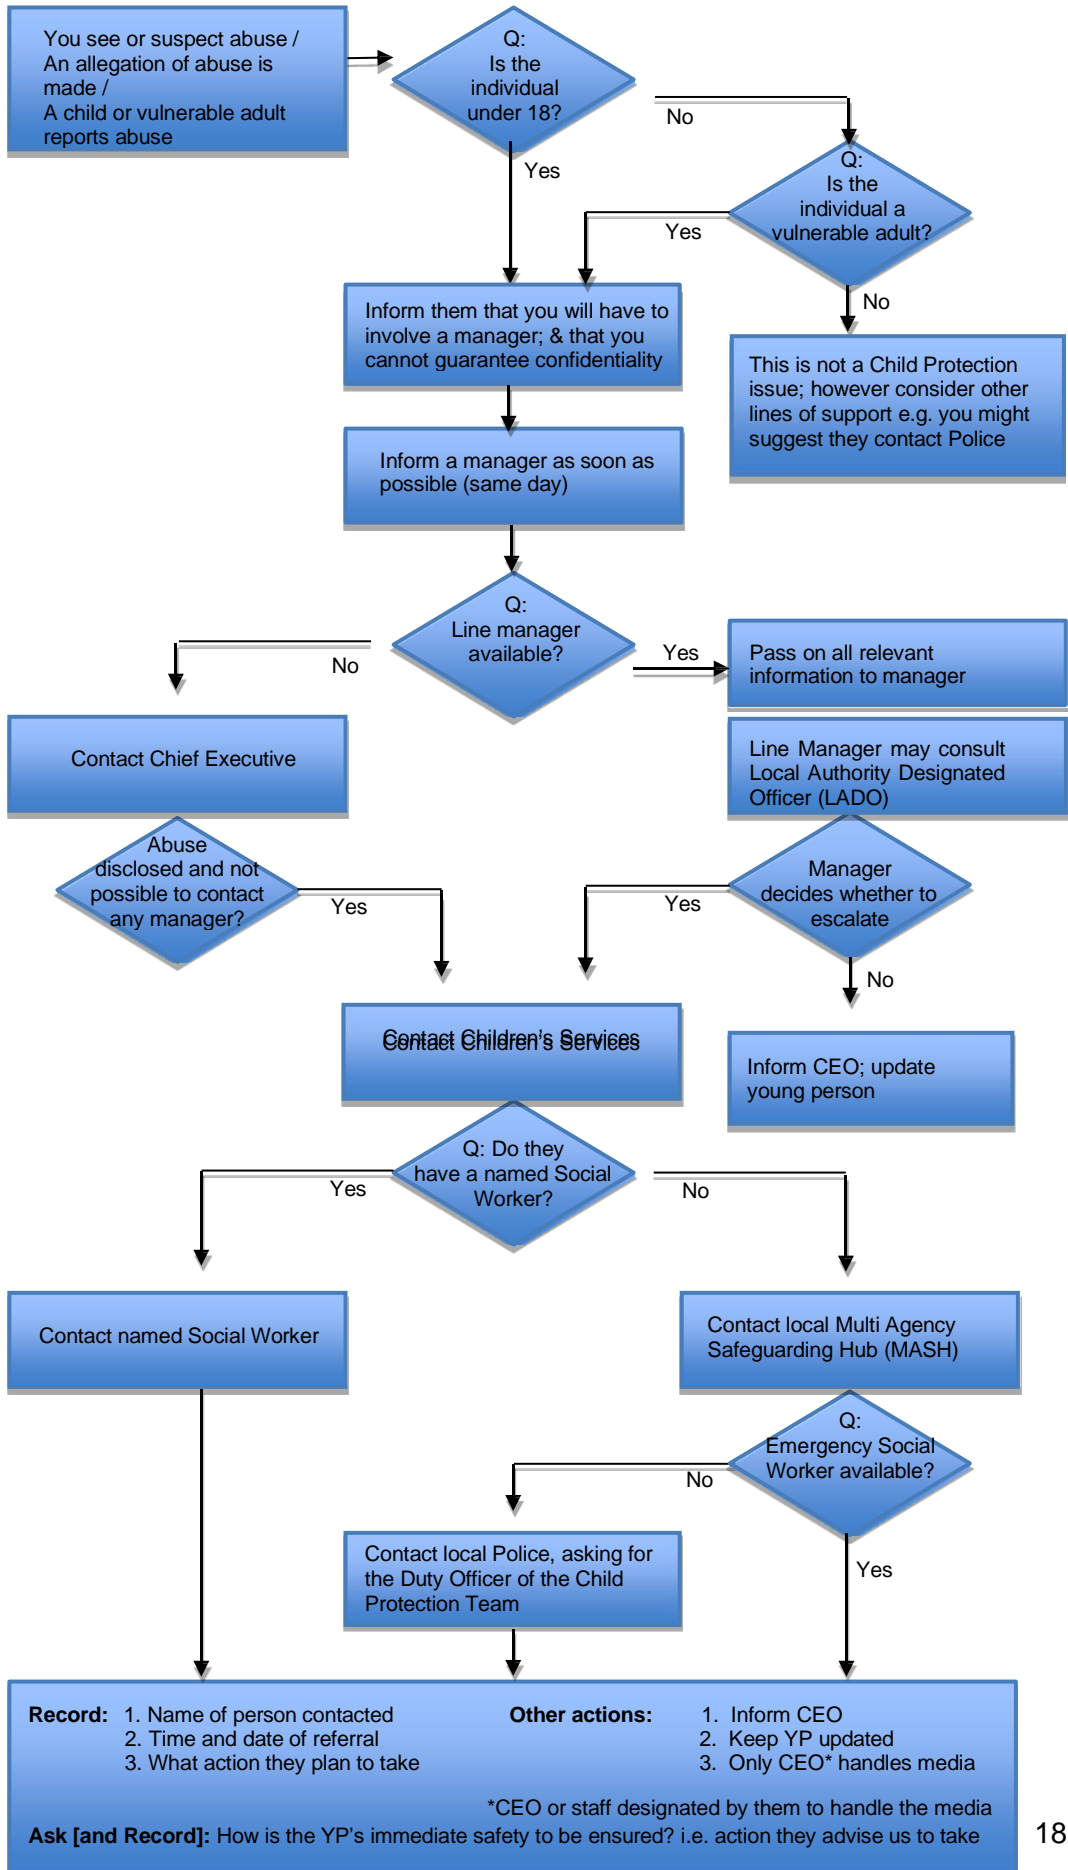 You see or suspect abuse /
An allegation of abuse is
made /
A child or vulnerable adult
reports abuse
Q:
Is the
individual
under 18?
No
Yes
Q:
Is the
individual a
vulnerable adult?
Yes
No
Inform them that you will have to
involve a manager; & that you
cannot guarantee confidentiality
This is not a Child Protection
issue; however consider other
lines of support e.g. you might
suggest they contact Police
Inform a manager as soon as
possible (same day)
Q:
Line manager
available?
No
Yes
Pass on all relevant
information to manager
Contact Chief Executive
Line Manager may consult
Local Authority Designated
Officer (LADO)
Abuse
disclosed and not
possible to contact
any manager?
Yes
Manager
decides whether to
escalate
Yes
No
Contact Children's Services
Contact Children's Services
Inform CEO; update
young person
Q: Do they
have a named Social
Worker?
Yes
No
Contact named Social Worker
Contact local Multi Agency
Safeguarding Hub (MASH)
Q:
Emergency Social
Worker available?
No
Yes
Contact local Police, asking for
the Duty Officer of the Child
Protection Team
Record: 1. Name of person contacted
2. Time and date of referral
3. What action they plan to take
Other actions: 1. Inform CEO
2. Keep YP updated
3. Only CEO* handles media
*CEO or staff designated by them to handle the media
Ask [and Record]: How is the YP's immediate safety to be ensured? i.e. action they advise us to take
18